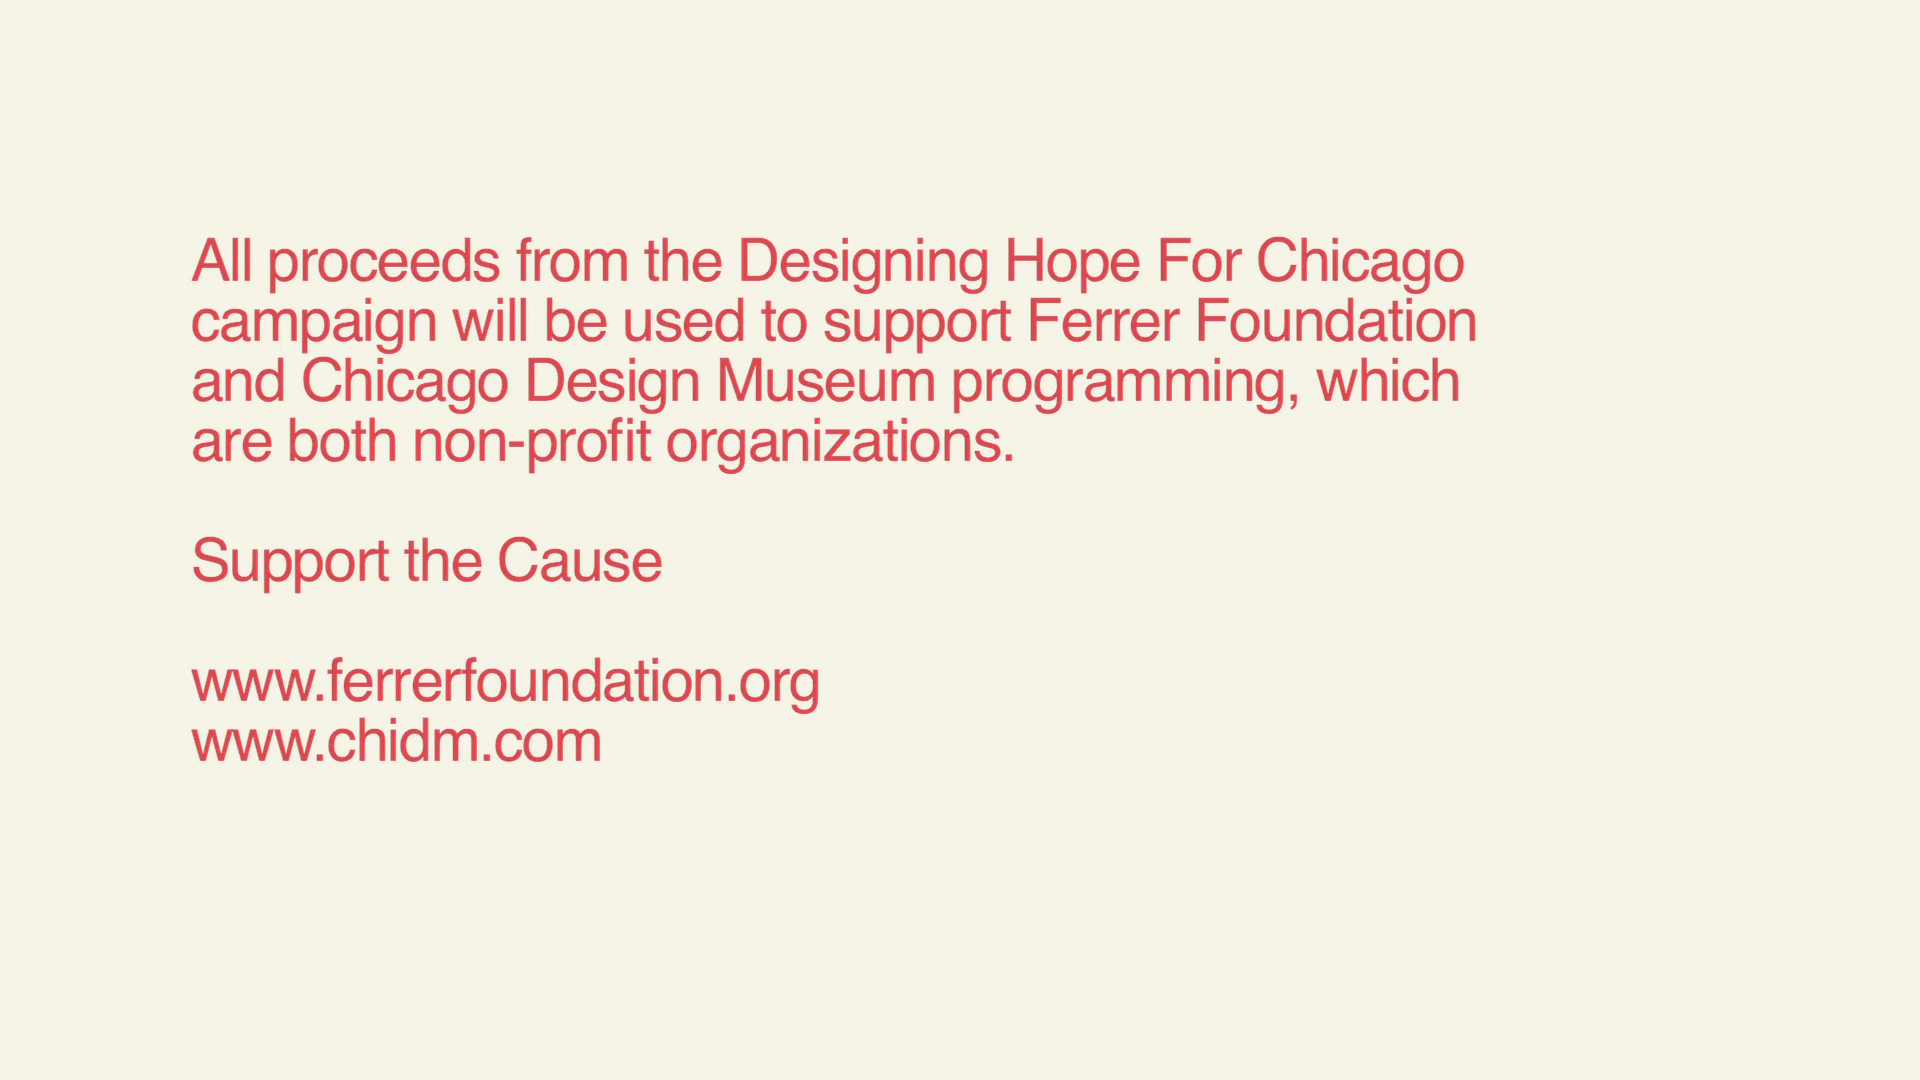 All proceeds from the Designing Hope For Chicago
campaign will be used to support Ferrer Foundation
and Chicago Design Museum programming, which
are both non-profit organizations.
Support the Cause
www.ferrerfoundation.org
www.chidm.com